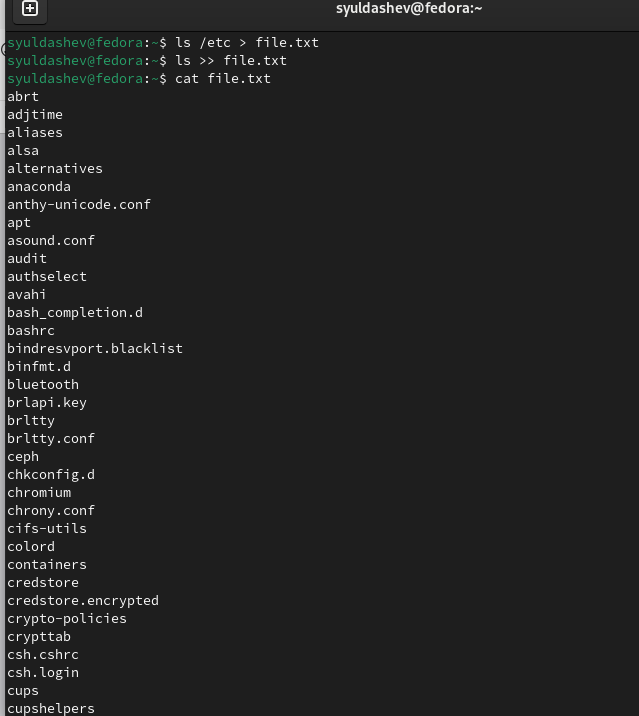 syuldashev@fedora:~
syuldashev@fedora:~$ ls /etc > file.txt
syuldashev@fedora:~$ ls >> file.txt
syuldashev@fedora:~$ cat file.txt
abrt
adjtime
aliases
alsa
alternatives
anaconda
anthy-unicode.conf
apt
asound.conf
audit
authselect
avahi
bash_completion.d
bashrc
bindresvport.blacklist
binfmt.d
bluetooth
brlapi.key
brltty
brltty.conf
ceph
chkconfig.d
chromium
chrony.conf
cifs-utils
colord
containers
credstore
credstore.encrypted
crypto-policies
crypttab
csh.cshrc
csh.login
cups
cupshelpers